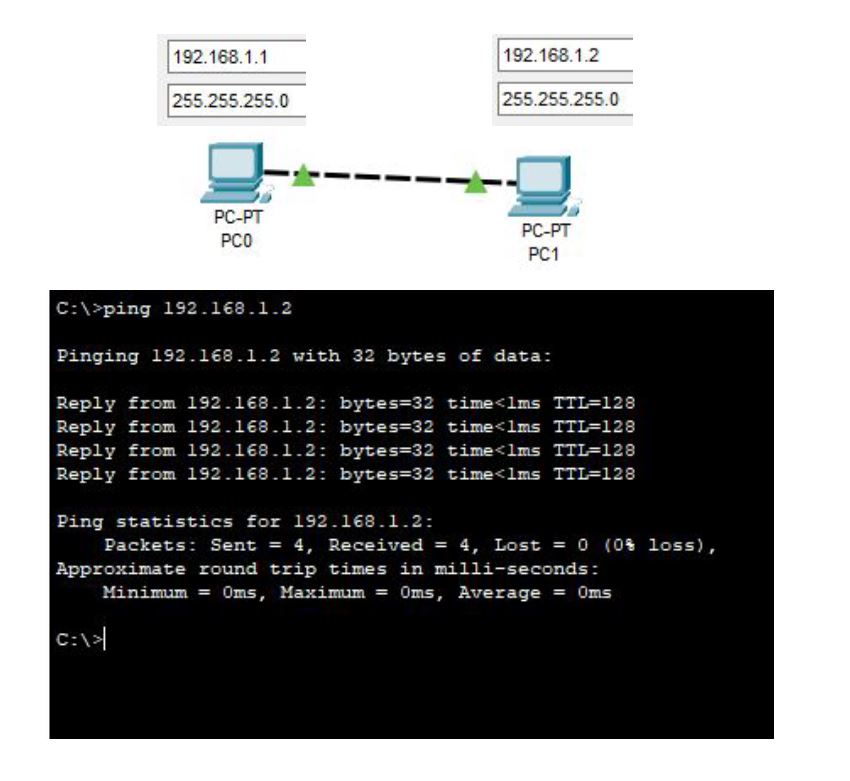 192.168.1.1
192.168.1.2
255.255.255.0
255.255.255.0
PC-PT
PC0
PC-PT
PC1
C:\>ping 192.168.1.2
Pinging 192.168.1.2 with 32 bytes of data:
Reply from 192.168.1.2: bytes=32 time<1ms TTL=128
Reply from 192.168.1.2: bytes=32 time<1ms TTL=128
Reply from 192.168.1.2: bytes=32 time<1ms TTL=128
Reply from 192.168.1.2: bytes=32 time<1ms TTL=128
Ping statistics for 192.168.1.2:
Packets: Sent = 4, Received = 4, Lost = 0 (0% loss),
Approximate round trip times in milli-seconds:
Minimum = 0ms, Maximum = 0ms, Average = 0ms
C:\>